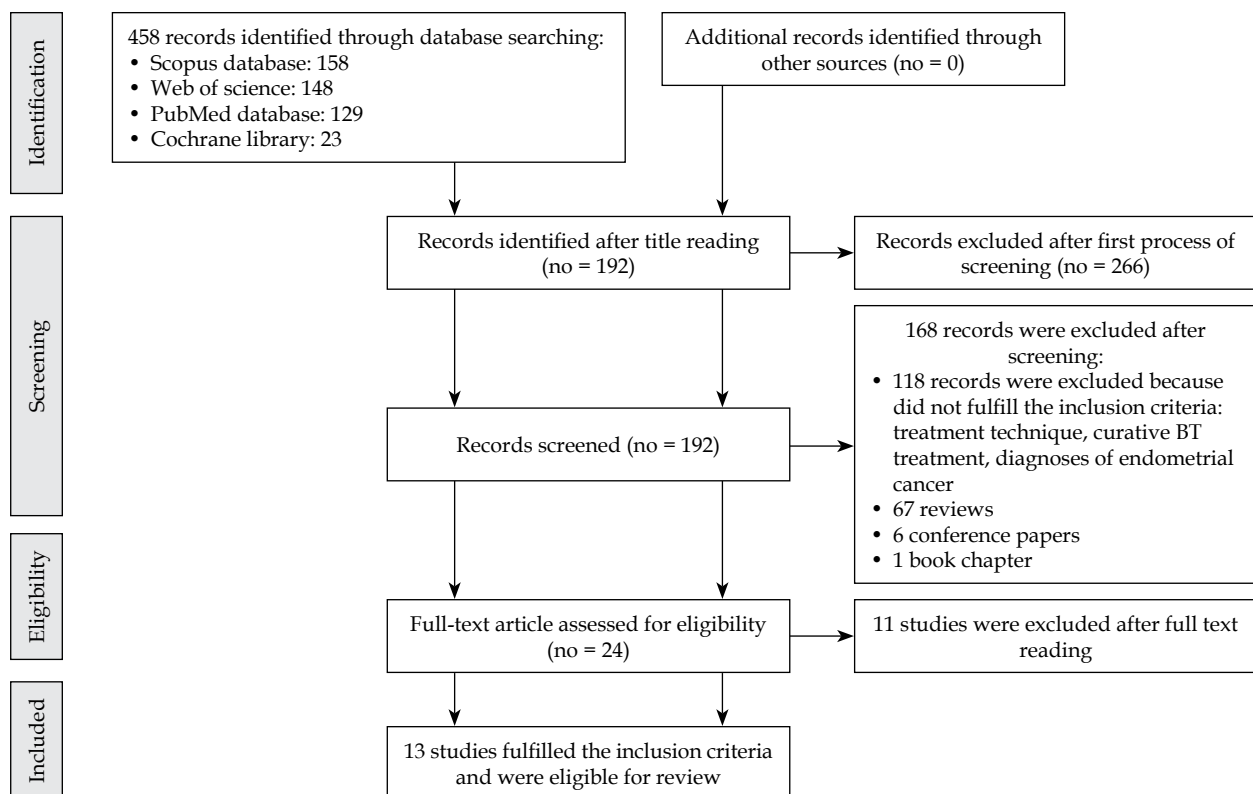 Identification
458 records identified through database searching:
• Scopus database: 158
• Web of science: 148
• PubMed database: 129
• Cochrane library: 23
Additional records identified through
other sources (no = 0)
Screening
Records identified after title reading
(no = 192)
Records excluded after first process of
screening (no = 266)
Records screened (no = 192)
168 records were excluded after
screening:
• 118 records were excluded because
did not fulfill the inclusion criteria:
treatment technique, curative BT
treatment, diagnoses of endometrial
cancer
• 67 reviews
• 6 conference papers
• 1 book chapter
Eligibility
Full-text article assessed for eligibility
(no = 24)
11 studies were excluded after full text
reading
Included
13 studies fulfilled the inclusion criteria
and were eligible for review